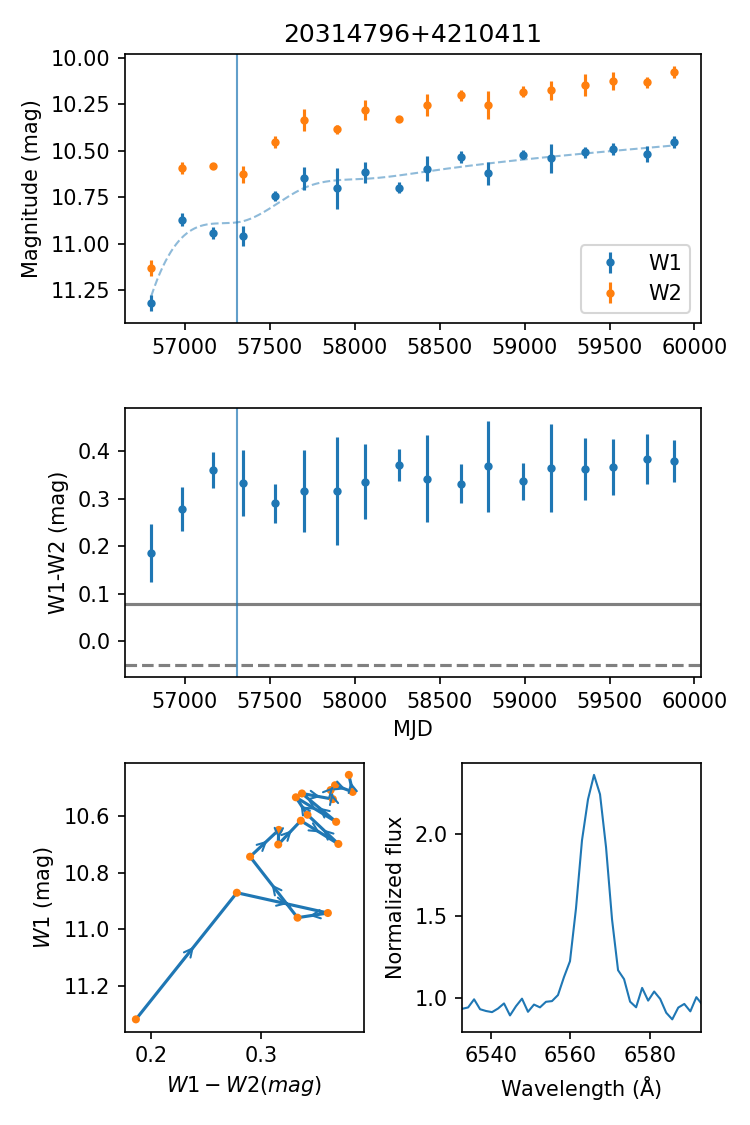 20314796+4210411
Magnitude (mag)
10.00
10.25
10.50
10.75
11.00
11.25
W1
W2
57000 57500 58000 58500 59000 59500 60000
W1-W2 (mag)
0.4
0.3
0.2
0.1
0.0
57000 57500 58000 58500 59000 59500 60000
MJD
W1 (mag)
10.6
10.8
11.0
11.2
0.2 0.3
W1 − W2(mag)
Normalized flux
2.0
1.5
1.0
6540 6560 6580
Wavelength (Å)